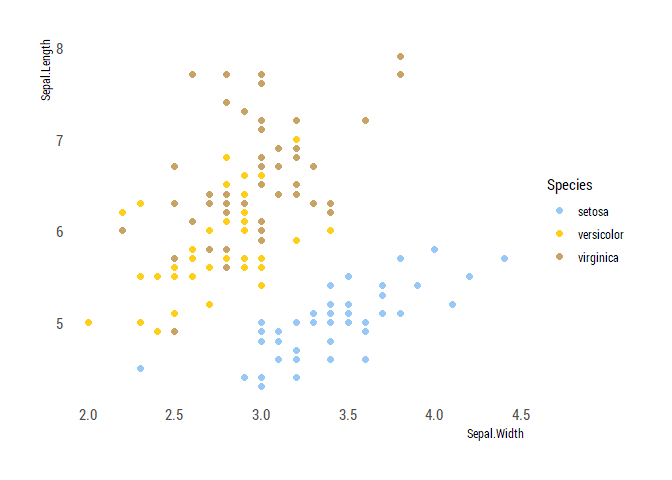 Sepal.Length
8
7
6
5
2.0 2.5 3.0 3.5 4.0 4.5
Sepal.Width
Species
setosa
versicolor
virginica